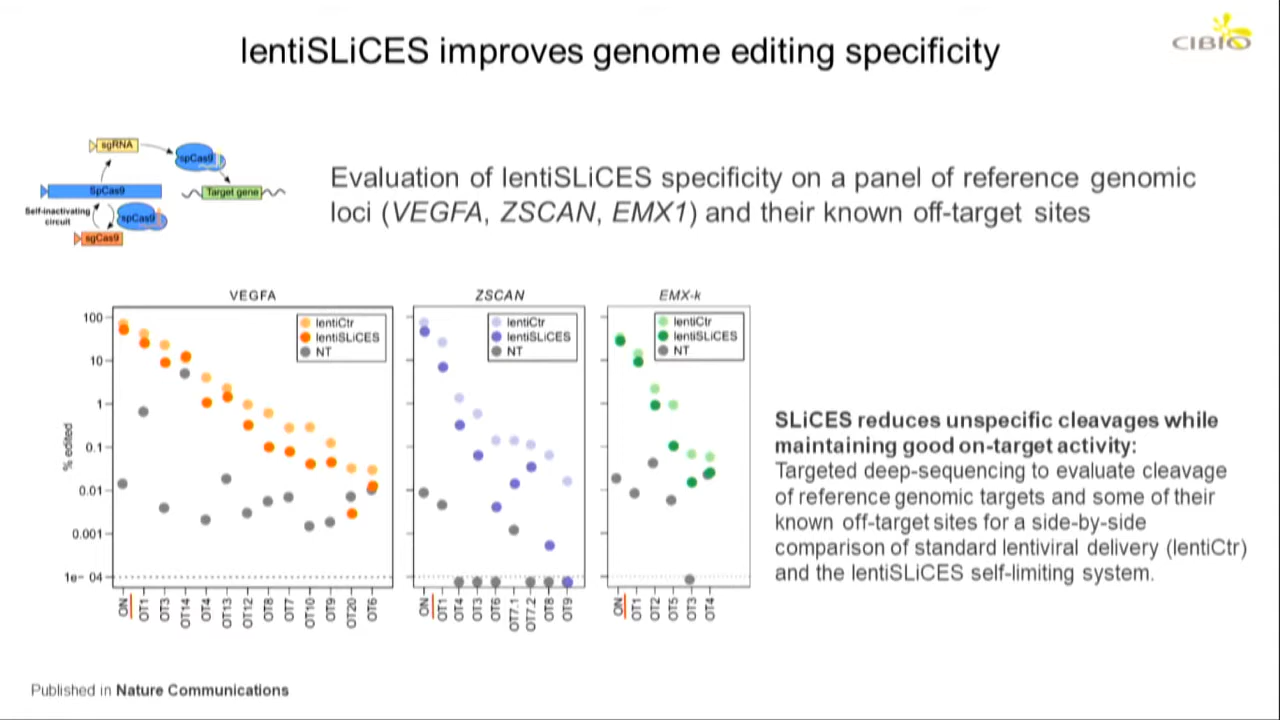 lentiSLiCES improves genome editing specificity
CIBIO
sgRNA
spCas9
SpCas9
Target gene
Self-inactivating
circuit
spCas9
sgCas9
Evaluation of lentiSLiCES specificity on a panel of reference genomic
loci (VEGFA, ZSCAN, EMX1) and their known off-target sites
VEGFA
lentiCtr
lentiSLiCES
NT
% edited
100
10
1
0.1
0.01
0.001
1e- 04
ON OT1 OT3 OT14 OT4 OT13 OT12 OT8 OT7 OT10 OT9 OT20 OT6
ZSCAN
lentiCtr
lentiSLiCES
NT
ON OT1 OT4 OT3 OT6 OT7.1 OT7.2 OT8 OT9
EMX-k
lentiCtr
lentiSLiCES
NT
ON OT1 OT2 OT5 OT3 OT4
SLiCES reduces unspecific cleavages while
maintaining good on-target activity:
Targeted deep-sequencing to evaluate cleavage
of reference genomic targets and some of their
known off-target sites for a side-by-side
comparison of standard lentiviral delivery (lentiCtr)
and the lentiSLiCES self-limiting system.
Published in Nature Communications